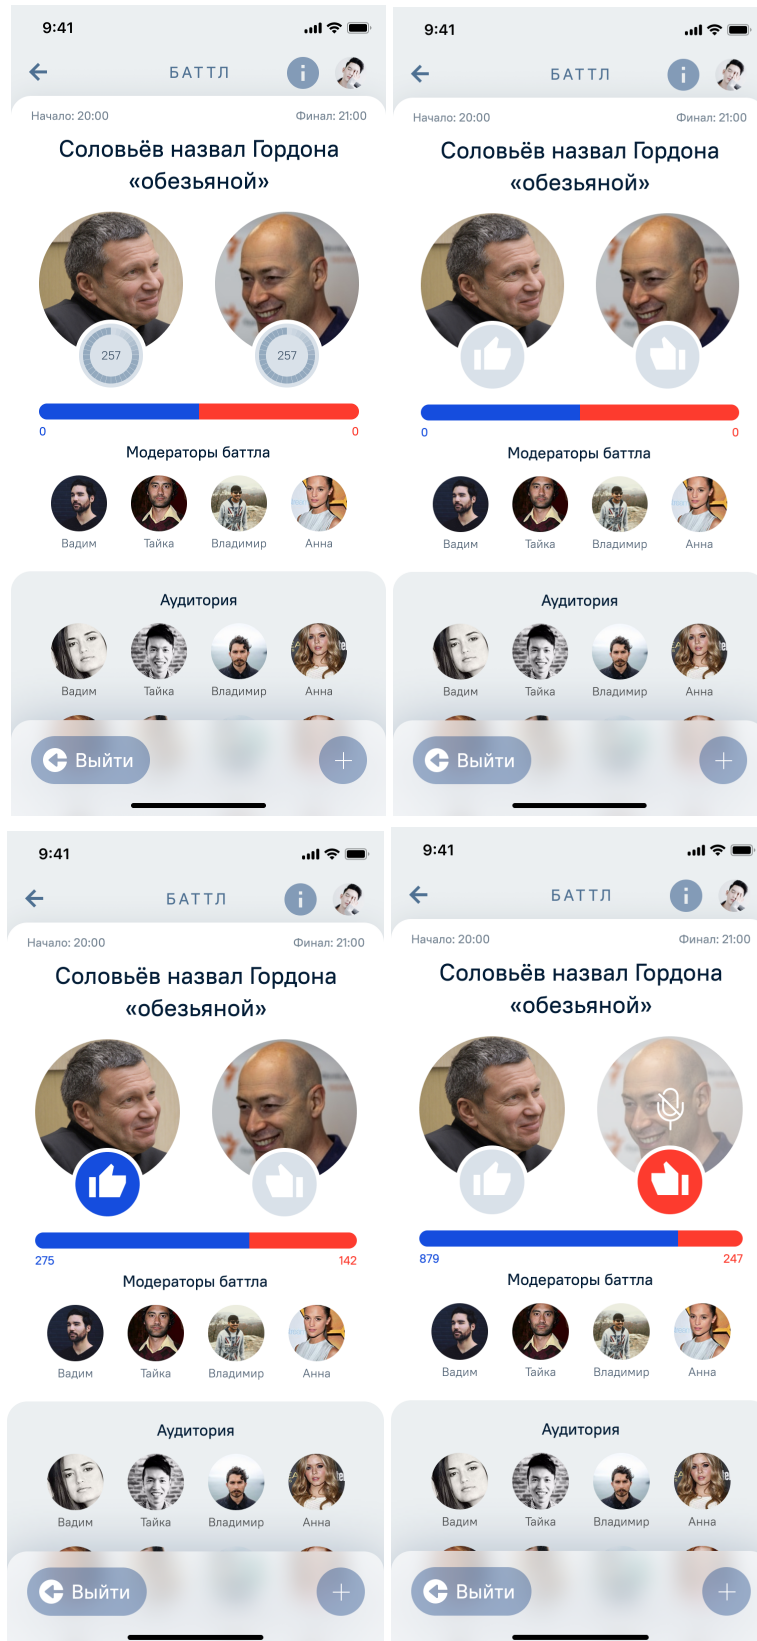 9:41
БАТТЛ
Начало: 20:00 Финал: 21:00
Соловьёв назвал Гордона
«обезьяной»
257 257
0 0
Модераторы баттла
Вадим Тайка Владимир Анна
Аудитория
Вадим Тайка Владимир Анна
Выйти
9:41
БАТТЛ
Начало: 20:00 Финал: 21:00
Соловьёв назвал Гордона
«обезьяной»
0 0
Модераторы баттла
Вадим Тайка Владимир Анна
Аудитория
Вадим Тайка Владимир Анна
Выйти
9:41
БАТТЛ
Начало: 20:00 Финал: 21:00
Соловьёв назвал Гордона
«обезьяной»
275 142
Модераторы баттла
Вадим Тайка Владимир Анна
Аудитория
Вадим Тайка Владимир Анна
Выйти
9:41
БАТТЛ
Начало: 20:00 Финал: 21:00
Соловьёв назвал Гордона
«обезьяной»
879 247
Модераторы баттла
Вадим Тайка Владимир Анна
Аудитория
Вадим Тайка Владимир Анна
Выйти